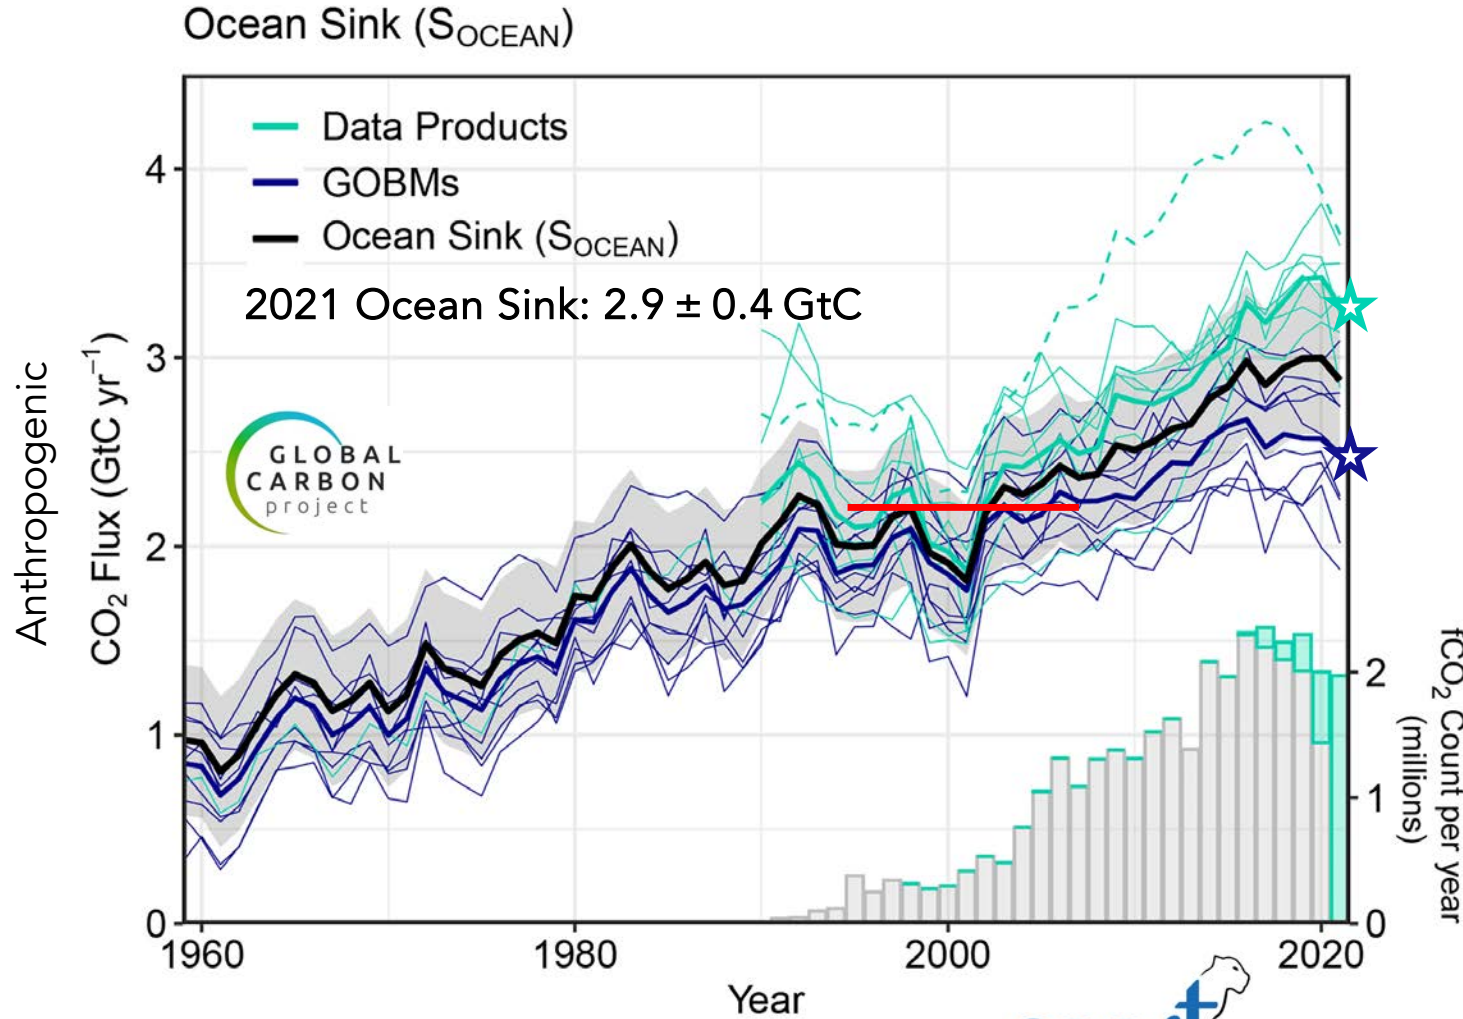 Ocean Sink (SOCEAN)
Data Products
GOBMs
Ocean Sink (SOCEAN)
2021 Ocean Sink: 2.9 ± 0.4 GtC
GLOBAL
CARBON
project
Anthropogenic
CO2 Flux (GtC yr−1)
4
3
2
1
0
2
1
0
fCO2 Count per year
(millions)
1960
1980
2000
2020
Year